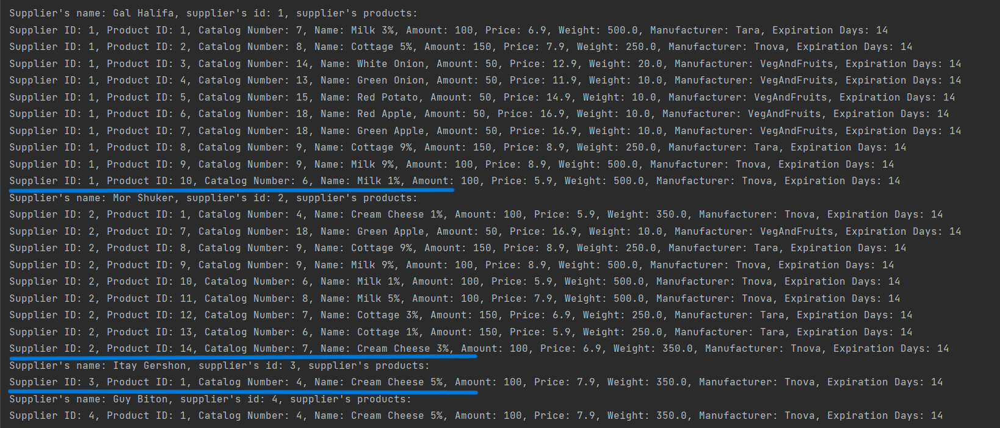 Supplier's name: Gal Halifa, supplier's id: 1, supplier's products:
Supplier ID: 1, Product ID: 1, Catalog Number: 7, Name: Milk 3%, Amount: 100, Price: 6.9, Weight: 500.0, Manufacturer: Tara, Expiration Days: 14
Supplier ID: 1, Product ID: 2, Catalog Number: 8, Name: Cottage 5%, Amount: 150, Price: 7.9, Weight: 250.0, Manufacturer: Tnova, Expiration Days: 14
Supplier ID: 1, Product ID: 3, Catalog Number: 14, Name: White Onion, Amount: 50, Price: 12.9, Weight: 20.0, Manufacturer: VegAndFruits, Expiration Days: 14
Supplier ID: 1, Product ID: 4, Catalog Number: 13, Name: Green Onion, Amount: 50, Price: 11.9, Weight: 10.0, Manufacturer: VegAndFruits, Expiration Days: 14
Supplier ID: 1, Product ID: 5, Catalog Number: 15, Name: Red Potato, Amount: 50, Price: 14.9, Weight: 10.0, Manufacturer: VegAndFruits, Expiration Days: 14
Supplier ID: 1, Product ID: 6, Catalog Number: 18, Name: Red Apple, Amount: 50, Price: 16.9, Weight: 10.0, Manufacturer: VegAndFruits, Expiration Days: 14
Supplier ID: 1, Product ID: 7, Catalog Number: 18, Name: Green Apple, Amount: 50, Price: 16.9, Weight: 10.0, Manufacturer: VegAndFruits, Expiration Days: 14
Supplier ID: 1, Product ID: 8, Catalog Number: 9, Name: Cottage 9%, Amount: 150, Price: 8.9, Weight: 250.0, Manufacturer: Tara, Expiration Days: 14
Supplier ID: 1, Product ID: 9, Catalog Number: 9, Name: Milk 9%, Amount: 100, Price: 8.9, Weight: 500.0, Manufacturer: Tnova, Expiration Days: 14
Supplier ID: 1, Product ID: 10, Catalog Number: 6, Name: Milk 1%, Amount: 100, Price: 5.9, Weight: 500.0, Manufacturer: Tnova, Expiration Days: 14
Supplier's name: Mor Shuker, supplier's id: 2, supplier's products:
Supplier ID: 2, Product ID: 1, Catalog Number: 4, Name: Cream Cheese 1%, Amount: 100, Price: 5.9, Weight: 350.0, Manufacturer: Tnova, Expiration Days: 14
Supplier ID: 2, Product ID: 7, Catalog Number: 18, Name: Green Apple, Amount: 50, Price: 16.9, Weight: 10.0, Manufacturer: VegAndFruits, Expiration Days: 14
Supplier ID: 2, Product ID: 8, Catalog Number: 9, Name: Cottage 9%, Amount: 150, Price: 8.9, Weight: 250.0, Manufacturer: Tara, Expiration Days: 14
Supplier ID: 2, Product ID: 9, Catalog Number: 9, Name: Milk 9%, Amount: 100, Price: 8.9, Weight: 500.0, Manufacturer: Tnova, Expiration Days: 14
Supplier ID: 2, Product ID: 10, Catalog Number: 6, Name: Milk 1%, Amount: 100, Price: 5.9, Weight: 500.0, Manufacturer: Tnova, Expiration Days: 14
Supplier ID: 2, Product ID: 11, Catalog Number: 8, Name: Milk 5%, Amount: 100, Price: 7.9, Weight: 500.0, Manufacturer: Tnova, Expiration Days: 14
Supplier ID: 2, Product ID: 12, Catalog Number: 7, Name: Cottage 3%, Amount: 150, Price: 6.9, Weight: 250.0, Manufacturer: Tara, Expiration Days: 14
Supplier ID: 2, Product ID: 13, Catalog Number: 6, Name: Cottage 1%, Amount: 150, Price: 5.9, Weight: 250.0, Manufacturer: Tara, Expiration Days: 14
Supplier ID: 2, Product ID: 14, Catalog Number: 7, Name: Cream Cheese 3%, Amount: 100, Price: 6.9, Weight: 350.0, Manufacturer: Tnova, Expiration Days: 14
Supplier's name: Itay Gershon, supplier's id: 3, supplier's products:
Supplier ID: 3, Product ID: 1, Catalog Number: 4, Name: Cream Cheese 5%, Amount: 100, Price: 7.9, Weight: 350.0, Manufacturer: Tnova, Expiration Days: 14
Supplier's name: Guy Biton, supplier's id: 4, supplier's products:
Supplier ID: 4, Product ID: 1, Catalog Number: 4, Name: Cream Cheese 5%, Amount: 100, Price: 7.9, Weight: 350.0, Manufacturer: Tnova, Expiration Days: 14